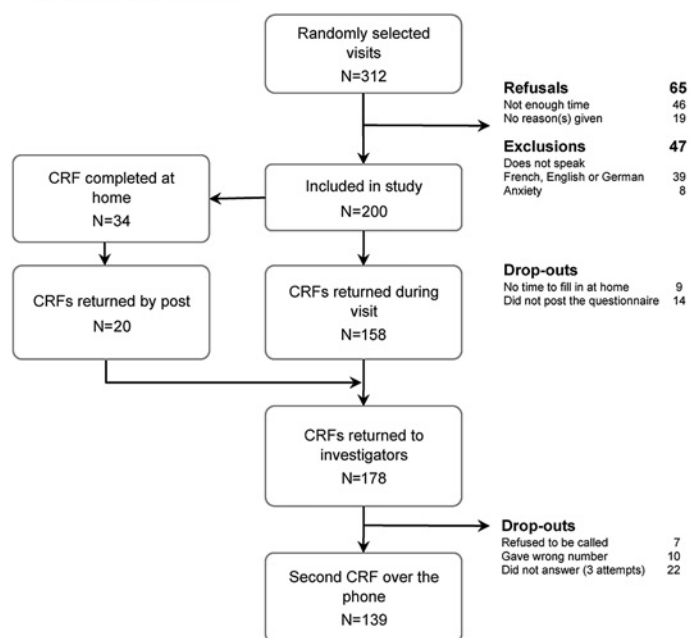 Randomly selected
visits
N=312
Refusals 65
Not enough time 46
No reason(s) given 19
Exclusions 47
Does not speak
French, English or German 39
Anxiety 8
CRF completed at
home
N=34
Included in study
N=200
Drop-outs
No time to fill in at home 9
Did not post the questionnaire 14
CRFs returned by post
N=20
CRFs returned during
visit
N=158
CRFs returned to
investigators
N=178
Drop-outs
Refused to be called 7
Gave wrong number 10
Did not answer (3 attempts) 22
Second CRF over the
phone
N=139